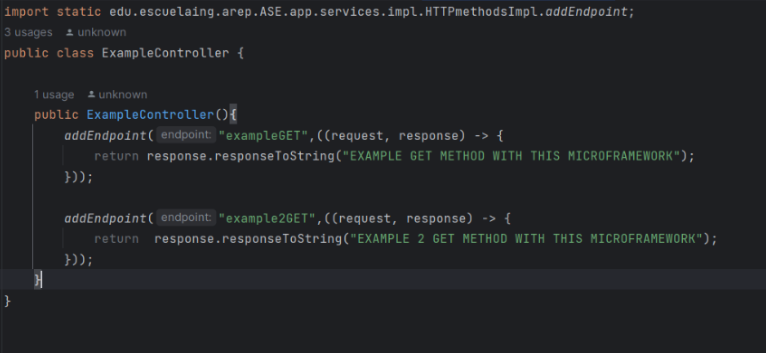 import static edu.escuelaing.arep.ASE.app.services.impl.HTTPmethodsImpl.addEndpoint;
3 usages unknown
public class ExampleController {
1 usage unknown
public ExampleController(){
addEndpoint( endpoint: "exampleGET",((request, response) -> {
return response.responseToString("EXAMPLE GET METHOD WITH THIS MICROFRAMEWORK");
}));
addEndpoint( endpoint: "example2GET",((request, response) -> {
return  response.responseToString("EXAMPLE 2 GET METHOD WITH THIS MICROFRAMEWORK");
}));
}
}